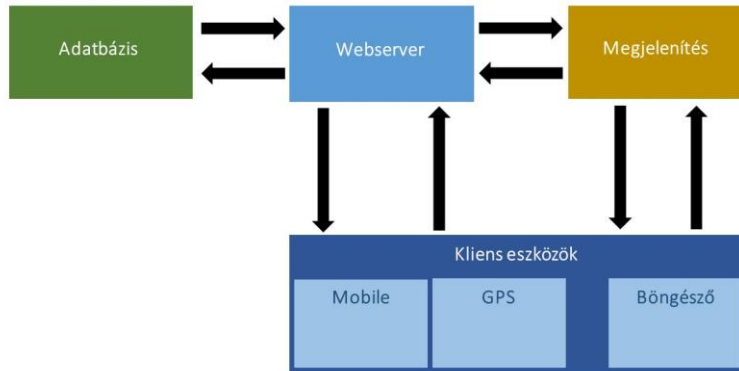 Adatbázis
Webserver
Megjelenítés
Kliens eszközök
Mobile
GPS
Böngésző